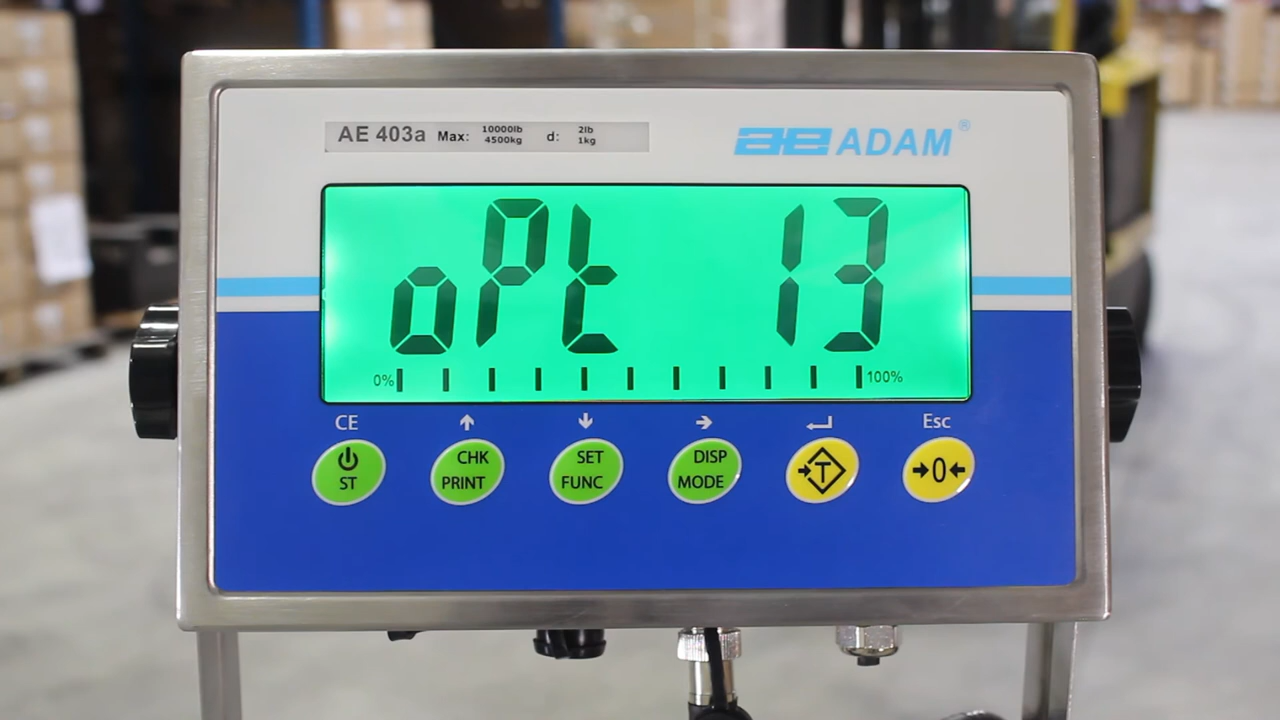 AE 403a Max: 10000lb 4500kg d: 2lb 1kg
ae ADAM®
oPt 13
0% 100%
CE ↑ ↓ → ↵ Esc
ST CHK PRINT SET FUNC DISP MODE →T →0←